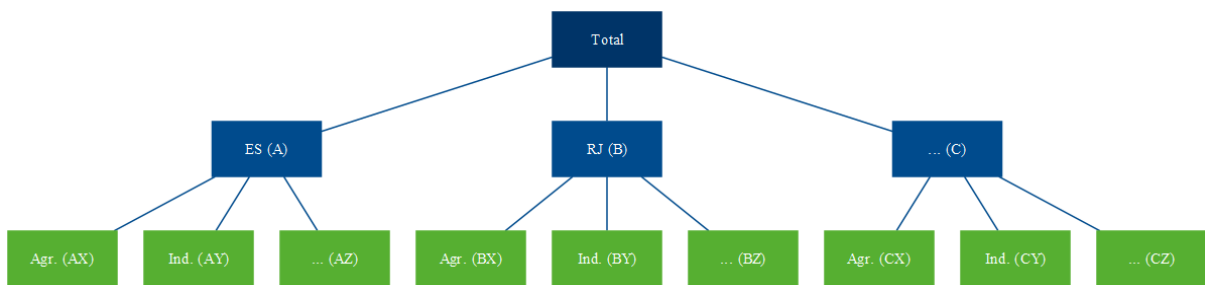 Total
ES (A)
RJ (B)
... (C)
Agr. (AX)
Ind. (AY)
... (AZ)
Agr. (BX)
Ind. (BY)
... (BZ)
Agr. (CX)
Ind. (CY)
... (CZ)